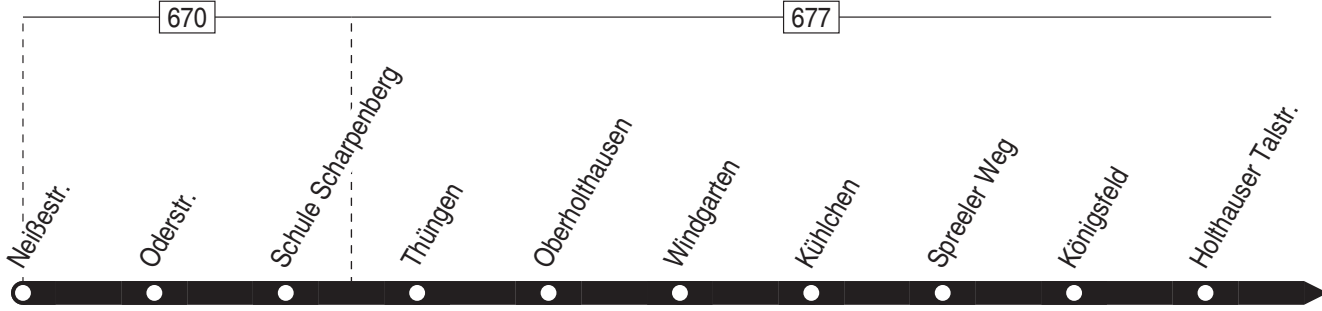 670
677
Neißestr.
Oderstr.
Schule Scharpenberg
Thüngen
Oberholthausen
Windgarten
Kühlchen
Spreeler Weg
Königsfeld
Holthauser Talstr.